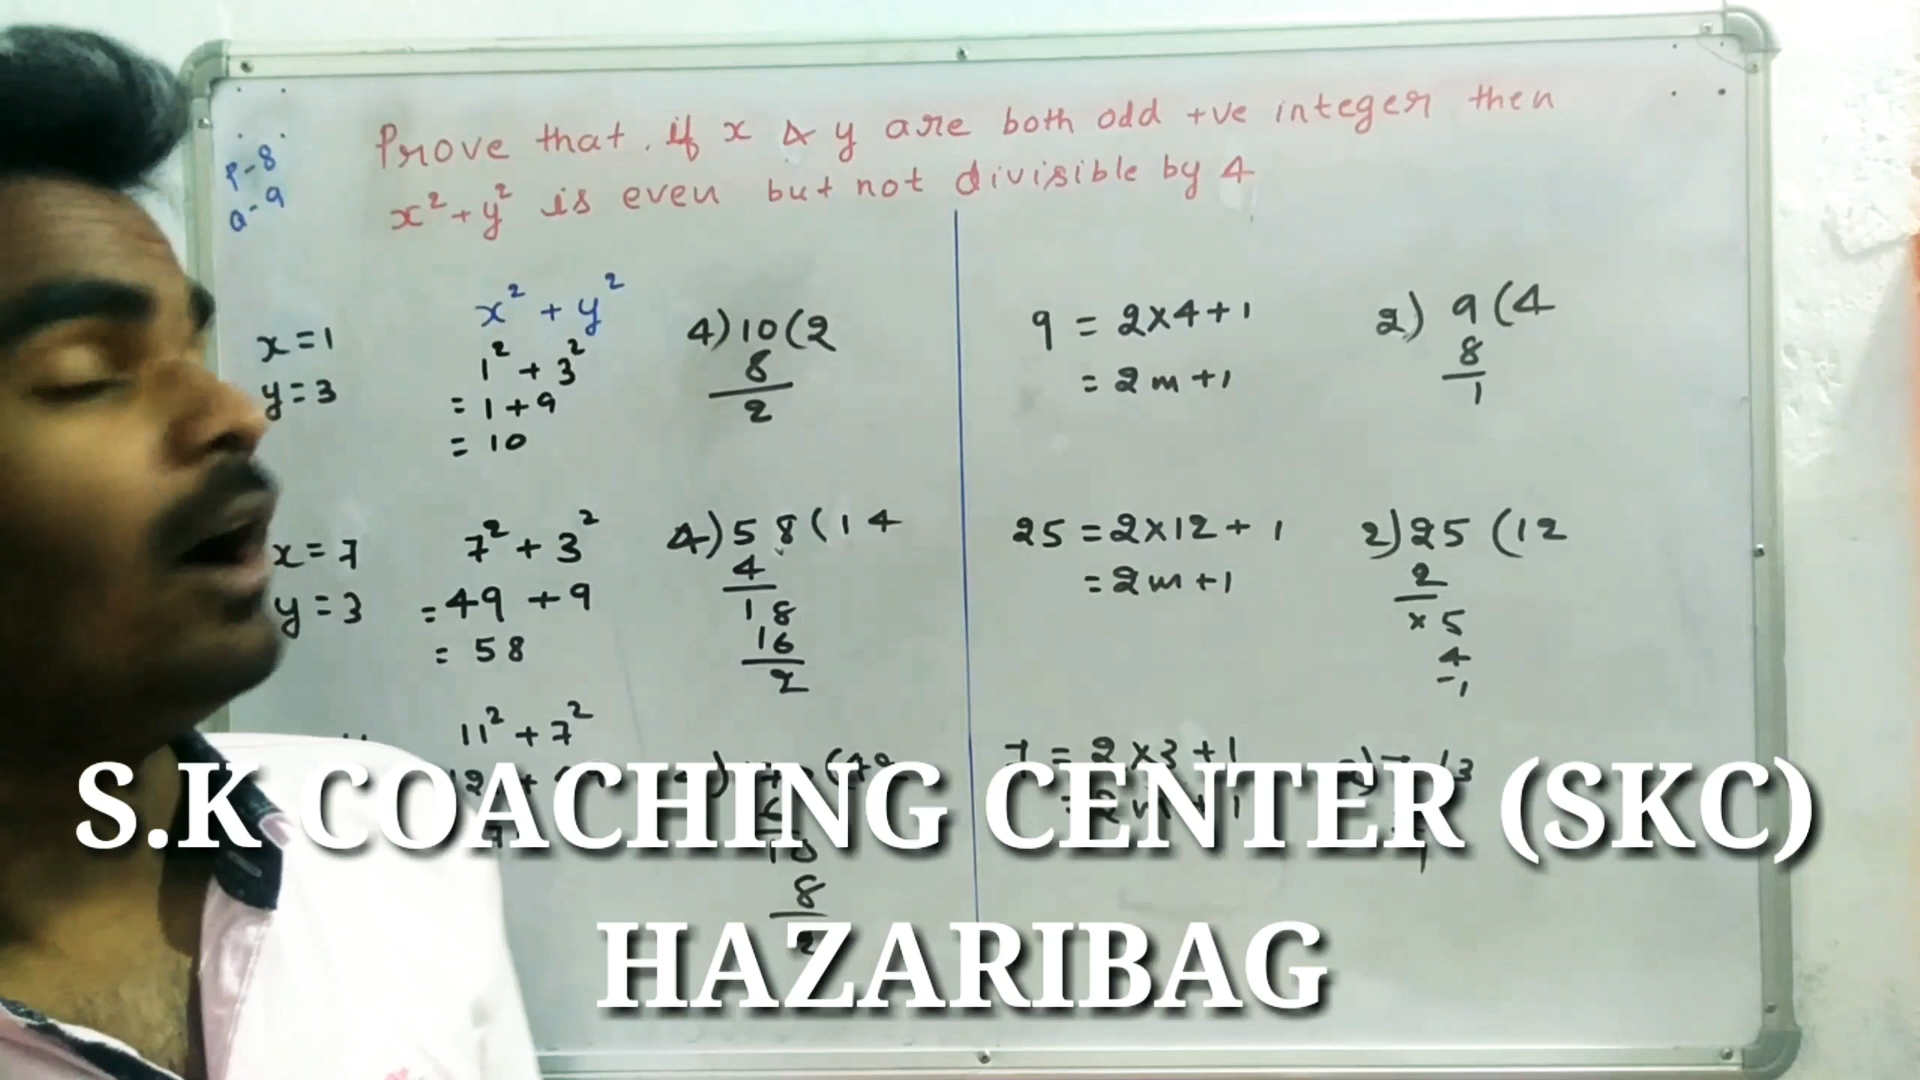 P-8
Q-9
Prove that, if x & y are both odd +ve integer then
x²+y² is even but not divisible by 4
x=1
y=3
x² + y²
1² + 3²
= 1+9
= 10
4)10(2
8
2
x=7
y=3
7² + 3²
=49 +9
= 58
4)58(14
4
18
16
2
11² + 7²
8
9 = 2×4+1
= 2m+1
2) 9(4
8
1
25 =2×12+ 1
=2m+1
2)25(12
2
×5
4
-1
7 = 2×3+1
S.K COACHING CENTER (SKC)
HAZARIBAG